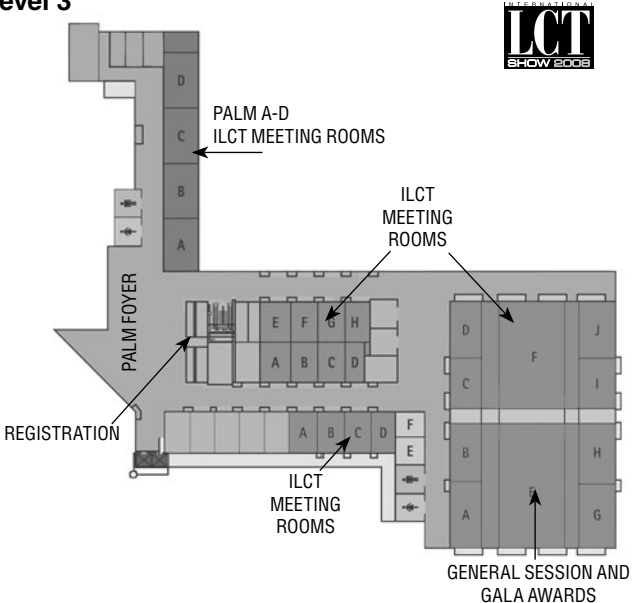 Level 3
INTERNATIONAL
LCT
SHOW 2008
D
PALM A-D
ILCT MEETING ROOMS
C
B
A
ILCT
MEETING
ROOMS
PALM FOYER
E F G H
A B C D
D F J
C I
REGISTRATION
A B C D
F
E
B H
A E G
ILCT
MEETING
ROOMS
GENERAL SESSION AND
GALA AWARDS